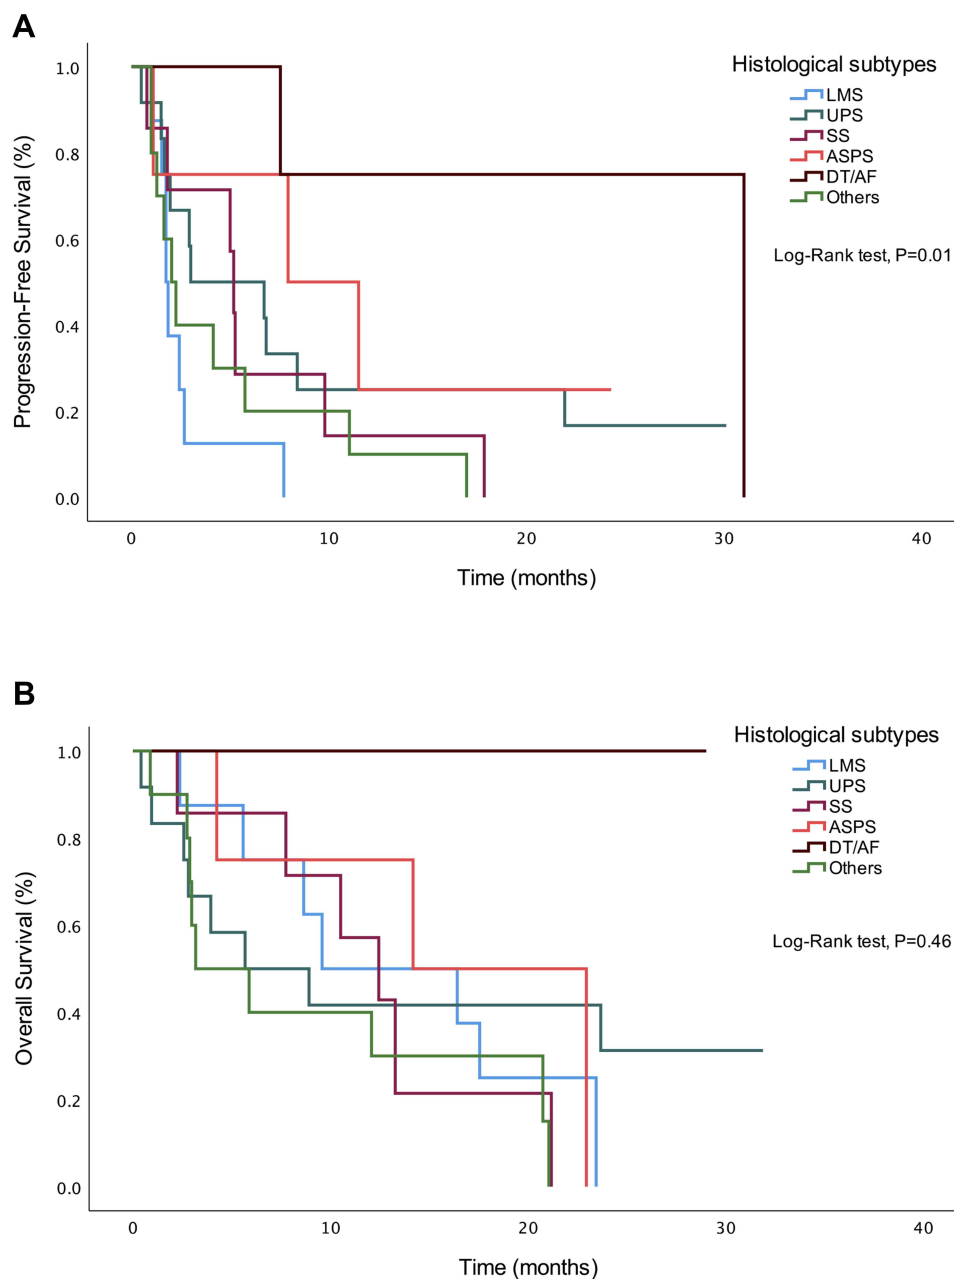 A
Histological subtypes
LMS
UPS
SS
ASPS
DT/AF
Others
Log-Rank test, P=0.01
Progression-Free Survival (%)
1.0
0.8
0.6
0.4
0.2
0.0
0 10 20 30 40
Time (months)
B
Histological subtypes
LMS
UPS
SS
ASPS
DT/AF
Others
Log-Rank test, P=0.46
Overall Survival (%)
1.0
0.8
0.6
0.4
0.2
0.0
0 10 20 30 40
Time (months)